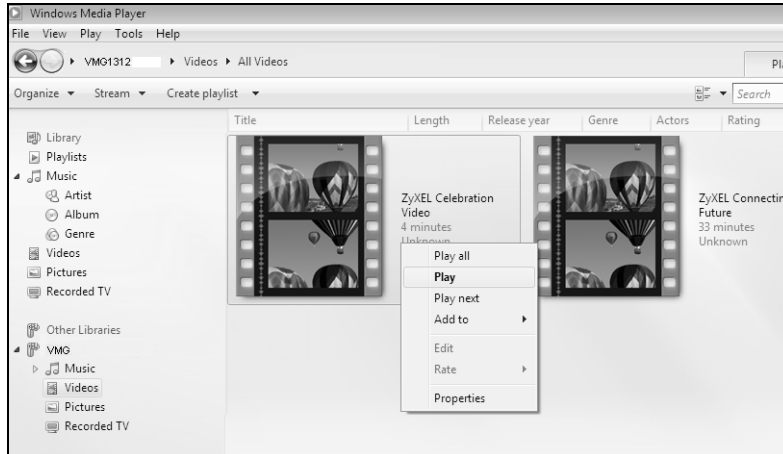 Windows Media Player
File View Play Tools Help
VMG1312 Videos All Videos
Pl
Organize Stream Create playlist Search
Title Length Release year Genre Actors Rating
Library
Playlists
Music
Artist
Album
Genre
Videos
Pictures
Recorded TV
Other Libraries
VMG
Music
Videos
Pictures
Recorded TV
ZyXEL Celebration
Video
4 minutes
Unknown
ZyXEL Connectin
Future
33 minutes
Unknown
Play all
Play
Play next
Add to
Edit
Rate
Properties